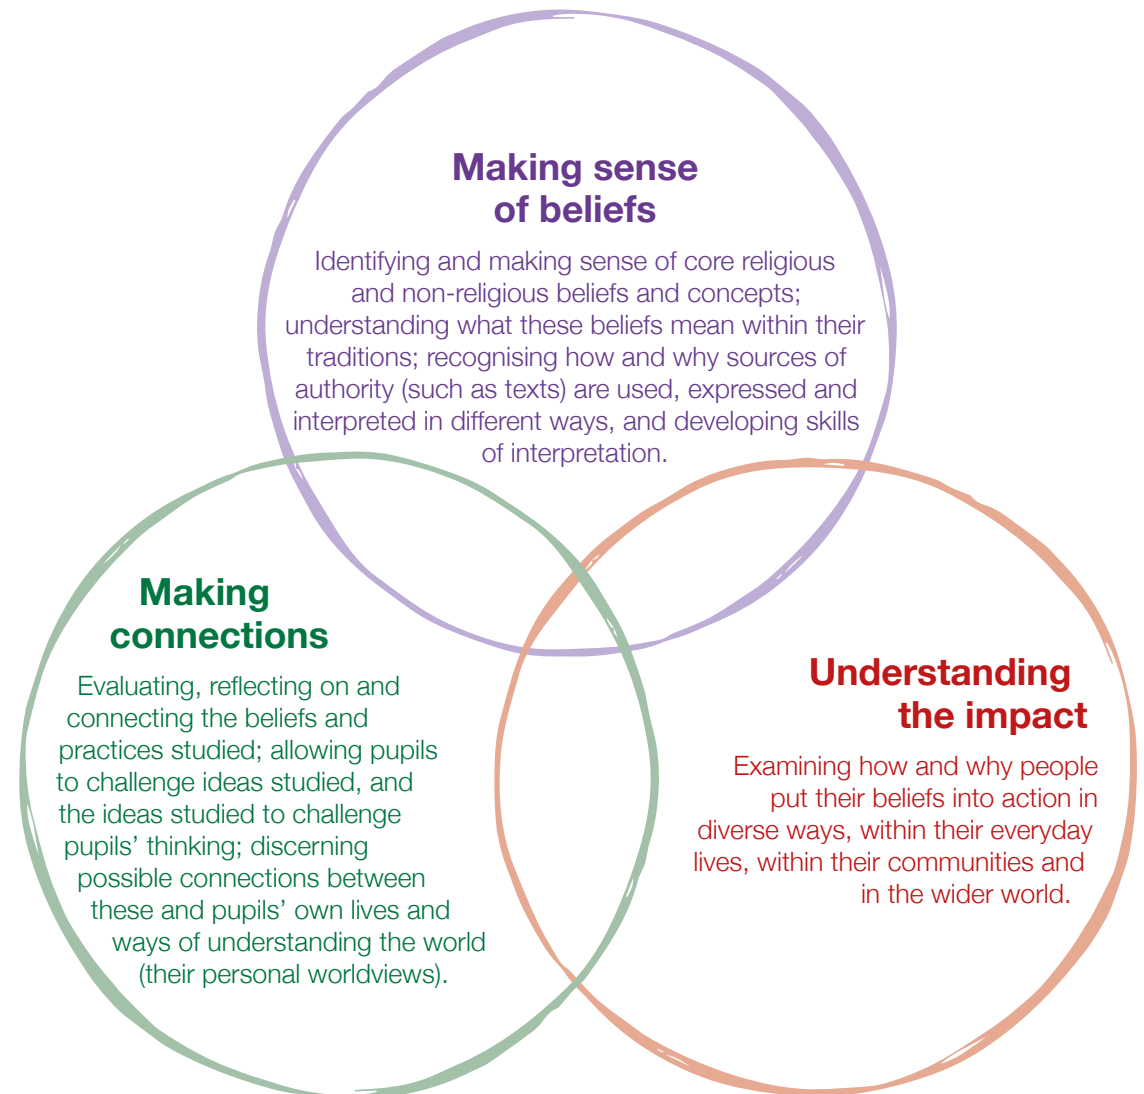 Making sense
of beliefs
Identifying and making sense of core religious
and non-religious beliefs and concepts;
understanding what these beliefs mean within their
traditions; recognising how and why sources of
authority (such as texts) are used, expressed and
interpreted in different ways, and developing skills
of interpretation.
Making
connections
Evaluating, reflecting on and
connecting the beliefs and
practices studied; allowing pupils
to challenge ideas studied, and
the ideas studied to challenge
pupils’ thinking; discerning
possible connections between
these and pupils’ own lives and
ways of understanding the world
(their personal worldviews).
Understanding
the impact
Examining how and why people
put their beliefs into action in
diverse ways, within their everyday
lives, within their communities and
in the wider world.